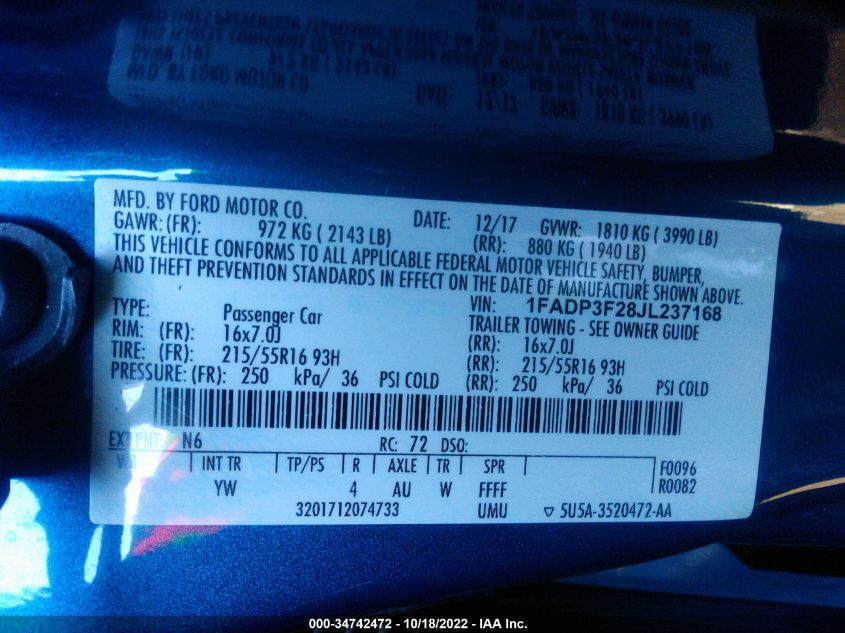 MFD. BY FORD MOTOR CO. DATE: 12/17 GVWR: 1810 KG ( 3990 LB)
GAWR: (FR): 972 KG ( 2143 LB) (RR): 880 KG ( 1940 LB)
THIS VEHICLE CONFORMS TO ALL APPLICABLE FEDERAL MOTOR VEHICLE SAFETY, BUMPER,
AND THEFT PREVENTION STANDARDS IN EFFECT ON THE DATE OF MANUFACTURE SHOWN ABOVE.
VIN: 1FADP3F28JL237168
TYPE: Passenger Car TRAILER TOWING - SEE OWNER GUIDE
RIM: (FR): 16x7.0J (RR): 16x7.0J
TIRE: (FR): 215/55R16 93H (RR): 215/55R16 93H
PRESSURE: (FR): 250 kPa/ 36 PSI COLD (RR): 250 kPa/ 36 PSI COLD
EXT PNT: N6 RC: 72 DSO:
WB INT TR TP/PS R AXLE TR SPR F0096
YW 4 AU W FFFF R0082
3201712074733 UMU ▽ 5U5A-3520472-AA
000-34742472 - 10/18/2022 - IAA Inc.